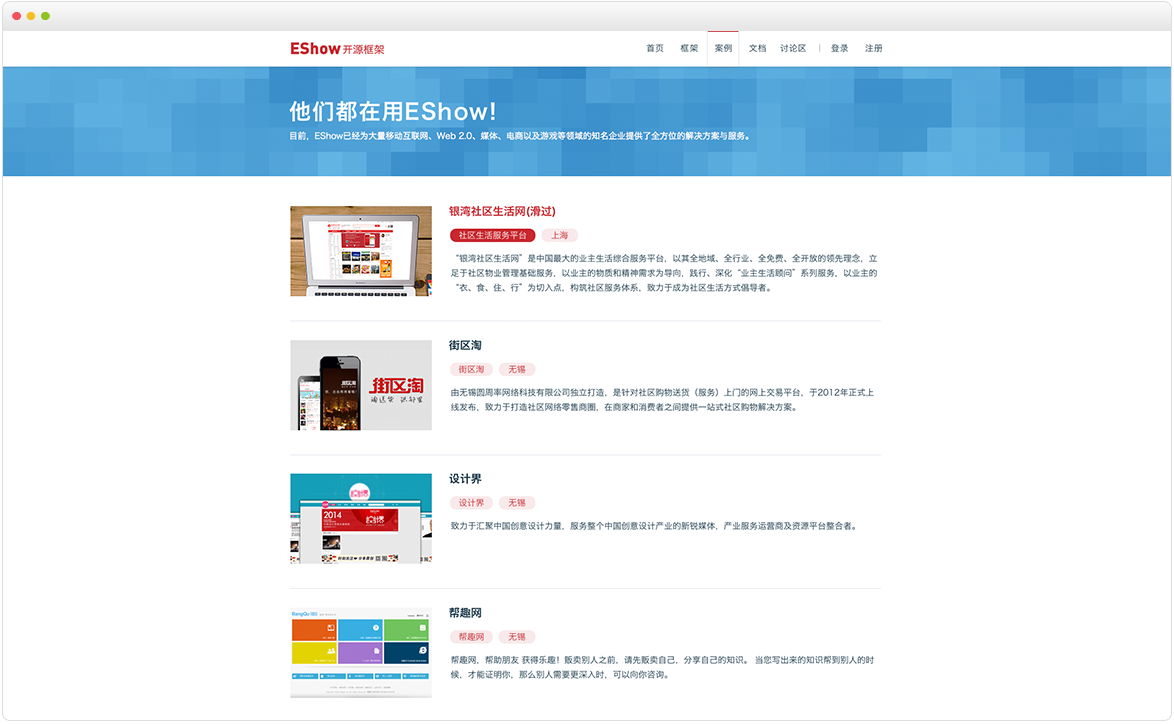 EShow开源框架
首页 框架 案例 文档 讨论区 | 登录 注册
他们都在用EShow!
目前，EShow已经为大量移动互联网、Web 2.0、媒体、电商以及游戏等领域的知名企业提供了全方位的解决方案与服务。
银湾社区生活网(滑过)
社区生活服务平台 上海
“银湾社区生活网”是中国最大的业主生活综合服务平台，以其全地域、全行业、全免费、全开放的领先理念，立
足于社区物业管理基础服务，以业主的物质和精神需求为导向，践行、深化“业主生活顾问”系列服务，以业主的
“衣、食、住、行”为切入点，构筑社区服务体系，致力于成为社区生活方式倡导者。
街区淘
街区淘
街区淘 无锡
由无锡圆周率网络科技有限公司独立打造，是针对社区购物送货（服务）上门的网上交易平台，于2012年正式上
线发布，致力于打造社区网络零售商圈，在商家和消费者之间提供一站式社区购物解决方案。
2014
设计界
设计界 无锡
致力于汇聚中国创意设计力量，服务整个中国创意设计产业的新锐媒体，产业服务运营商及资源平台整合者。
BangQu
帮趣网
帮趣网 无锡
帮趣网，帮助朋友 获得乐趣！贩卖别人之前，请先贩卖自己，分享自己的知识。 当您写出来的知识帮到别人的时
候，才能证明你，那么别人需要更深入时，可以向你咨询。